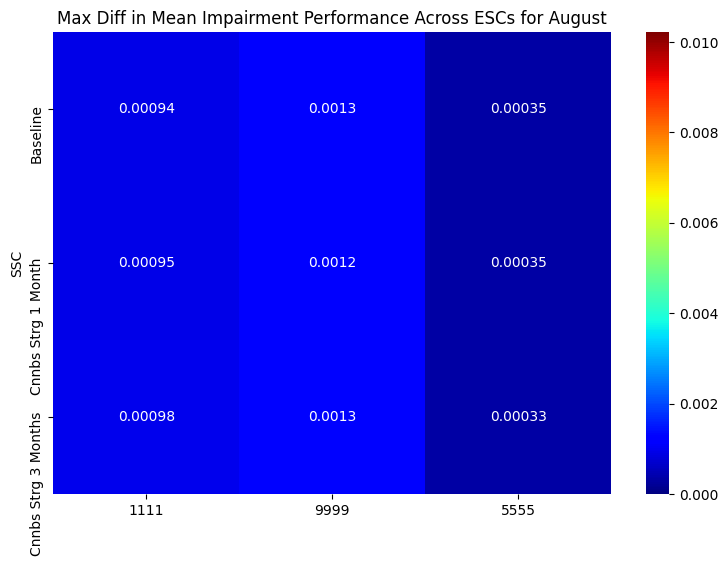 Max Diff in Mean Impairment Performance Across ESCs for August
SSC
Baseline
0.00094 0.0013 0.00035
Cnnbs Strg 1 Month
0.00095 0.0012 0.00035
Cnnbs Strg 3 Months
0.00098 0.0013 0.00033
1111 9999 5555
0.010
0.008
0.006
0.004
0.002
0.000